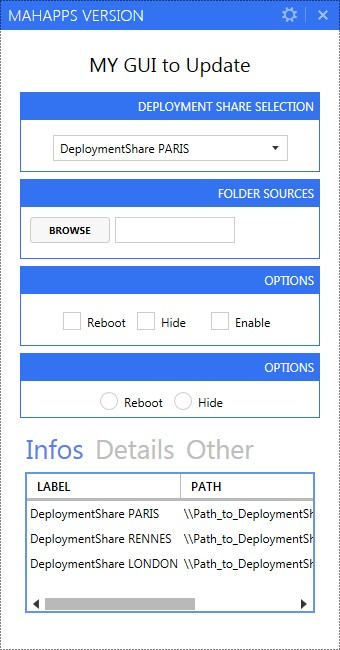 MAHAPPS VERSION
MY GUI to Update
DEPLOYMENT SHARE SELECTION
DeploymentShare PARIS
FOLDER SOURCES
BROWSE
OPTIONS
Reboot Hide Enable
OPTIONS
Reboot Hide
Infos Details Other
LABEL PATH
DeploymentShare PARIS \\Path_to_DeploymentSh
DeploymentShare RENNES \\Path_to_DeploymentSh
DeploymentShare LONDON \\Path_to_DeploymentSh